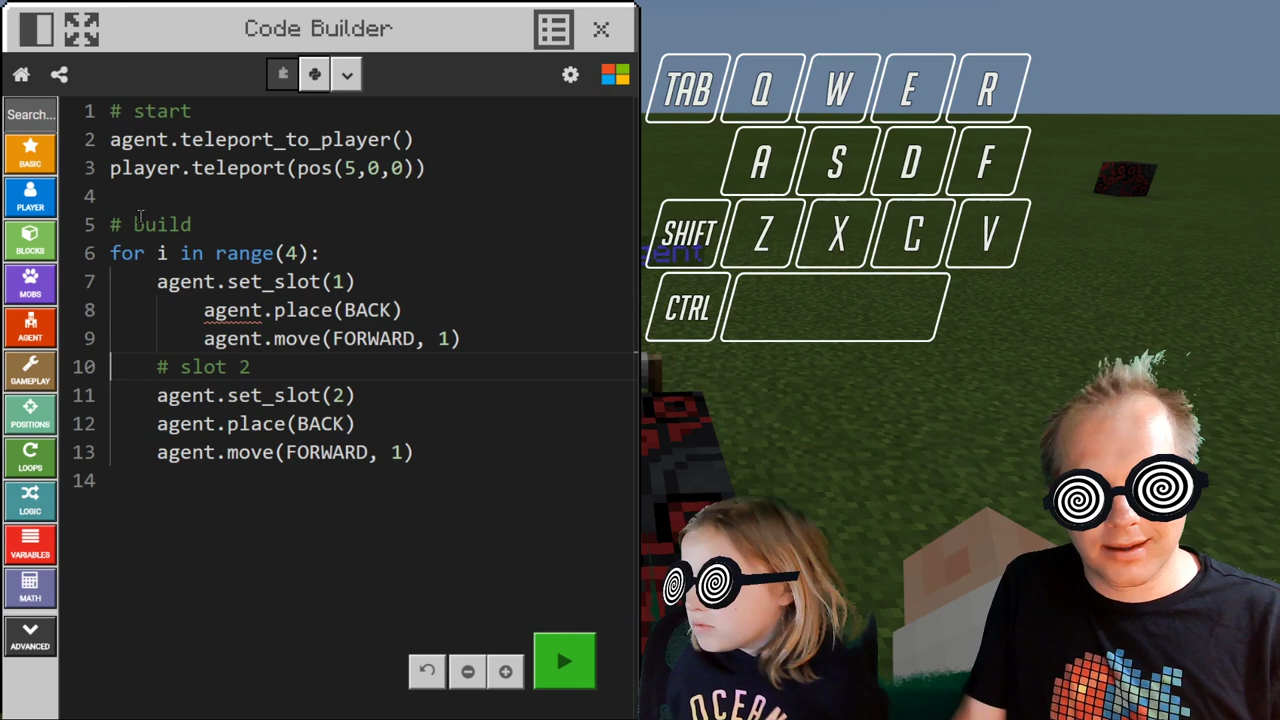 Code Builder
Search...
BASIC
PLAYER
BLOCKS
MOBS
AGENT
GAMEPLAY
POSITIONS
LOOPS
LOGIC
VARIABLES
MATH
ADVANCED
1 # start
2 agent.teleport_to_player()
3 player.teleport(pos(5,0,0))
4
5 # build
6 for i in range(4):
7 agent.set_slot(1)
8 agent.place(BACK)
9 agent.move(FORWARD, 1)
10 # slot 2
11 agent.set_slot(2)
12 agent.place(BACK)
13 agent.move(FORWARD, 1)
14
TAB Q W E R
A S D F
SHIFT Z X C V
CTRL
OCEAN